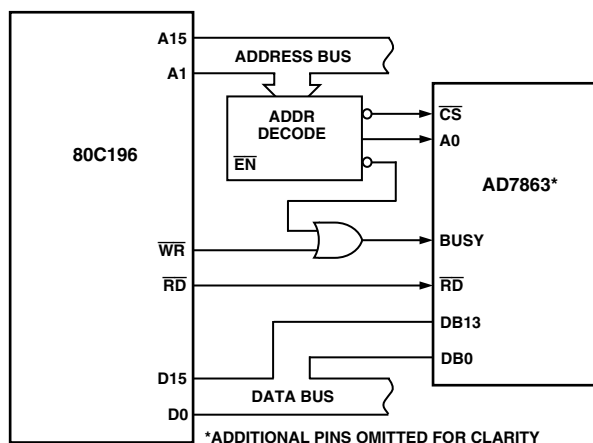 A15
ADDRESS BUS
A1
ADDR
DECODE
CS
A0
80C196
EN
AD7863*
BUSY
WR
RD
RD
DB13
DB0
D15
DATA BUS
D0
*ADDITIONAL PINS OMITTED FOR CLARITY